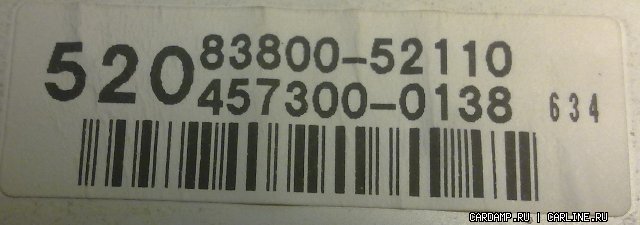 520
83800-52110
457300-0138 634
CARDAMP.RU | CARLINE.RU